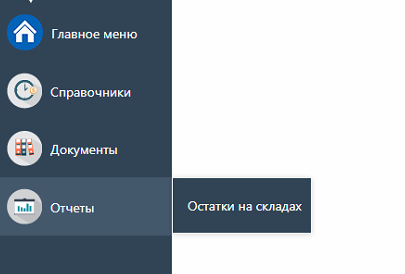 Главное меню
Справочники
Документы
Отчеты
Остатки на складах